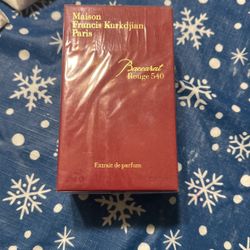 Maison
Francis Kurkdjian
Paris
Baccarat
Rouge 540
Extrait de parfum